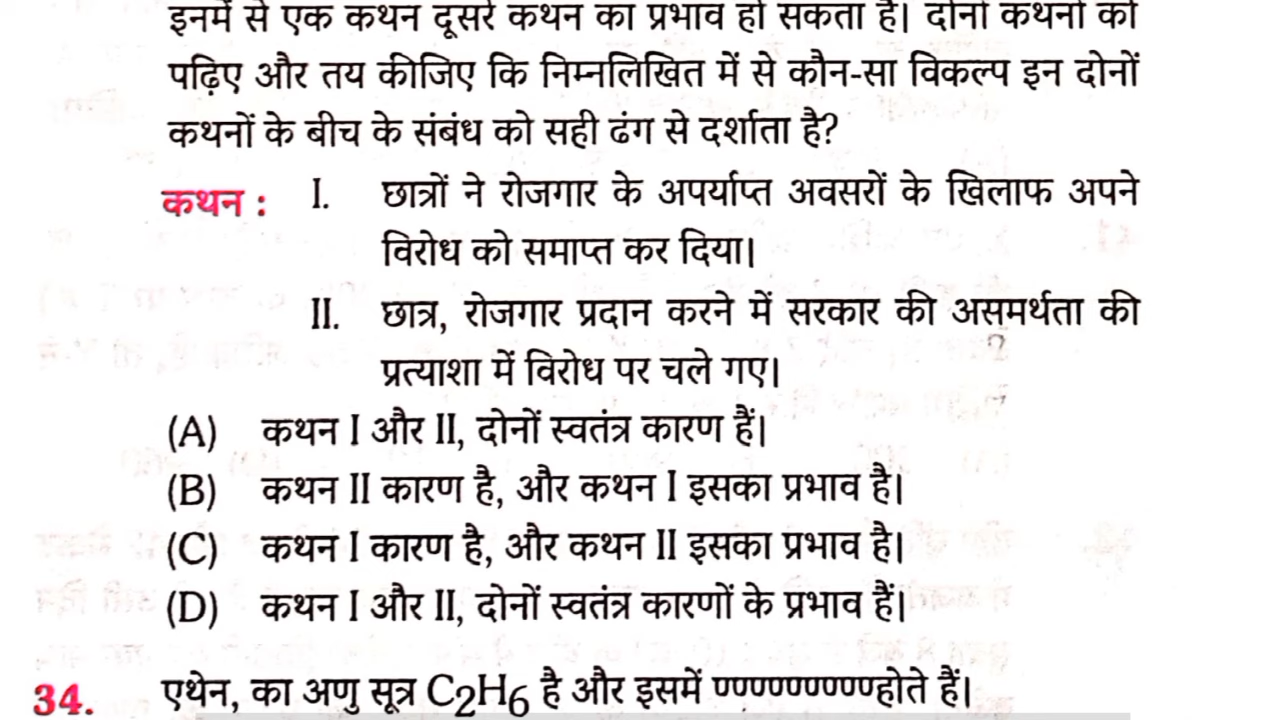 इनमें से एक कथन दूसरे कथन का प्रभाव हो सकता है। दोनों कथनों को
पढ़िए और तय कीजिए कि निम्नलिखित में से कौन-सा विकल्प इन दोनों
कथनों के बीच के संबंध को सही ढंग से दर्शाता है?
कथन : I. छात्रों ने रोजगार के अपर्याप्त अवसरों के खिलाफ अपने
विरोध को समाप्त कर दिया।
II. छात्र, रोजगार प्रदान करने में सरकार की असमर्थता की
प्रत्याशा में विरोध पर चले गए।
(A) कथन I और II, दोनों स्वतंत्र कारण हैं।
(B) कथन II कारण है, और कथन I इसका प्रभाव है।
(C) कथन I कारण है, और कथन II इसका प्रभाव है।
(D) कथन I और II, दोनों स्वतंत्र कारणों के प्रभाव हैं।
34. एथेन, का अणु सूत्र C2H6 है और इसमें होते हैं।